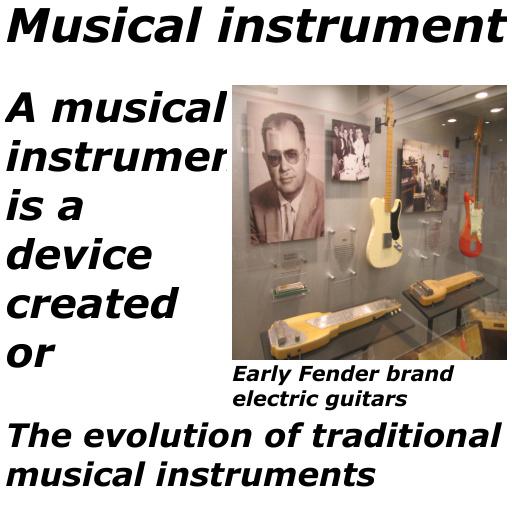 Musical instrument
A musical
instrumen
is a
device
created
or
Early Fender brand
electric guitars
The evolution of traditional
musical instruments